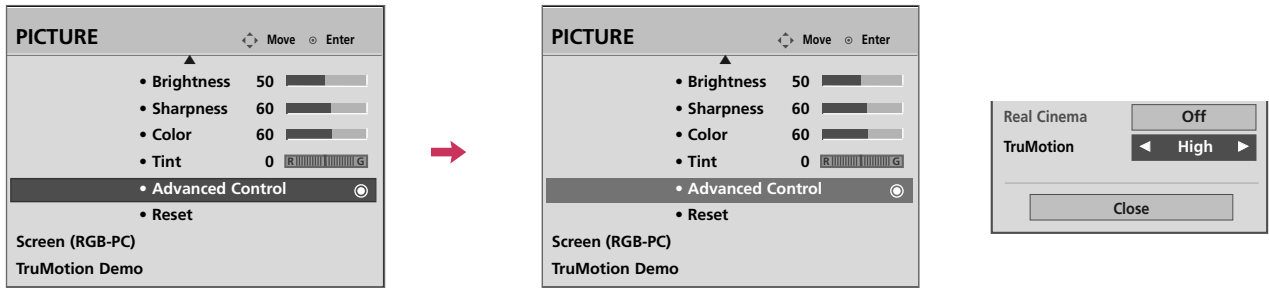 PICTURE
Move Enter
• Brightness 50
• Sharpness 60
• Color 60
• Tint 0 R G
• Advanced Control
• Reset
Screen (RGB-PC)
TruMotion Demo
PICTURE
Move Enter
• Brightness 50
• Sharpness 60
• Color 60
• Tint 0 R G
• Advanced Control
• Reset
Screen (RGB-PC)
TruMotion Demo
Real Cinema Off
TruMotion High
Close